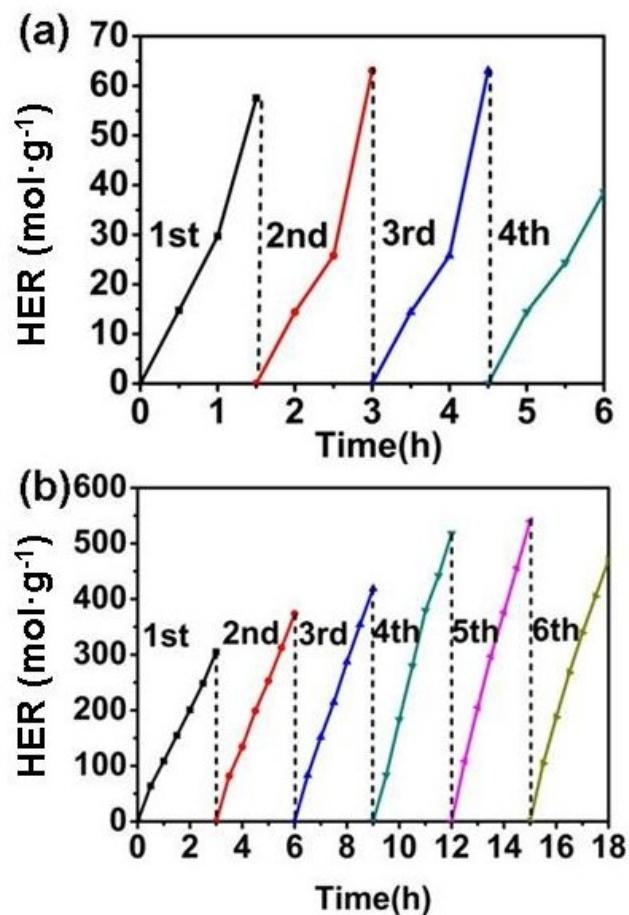 (a)
70
60
50
40
30
20
10
0
HER (mol·g⁻¹)
1st 2nd 3rd 4th
0 1 2 3 4 5 6
Time(h)
(b)
600
500
400
300
200
100
0
HER (mol·g⁻¹)
1st 2nd 3rd 4th 5th 6th
0 2 4 6 8 10 12 14 16 18
Time(h)